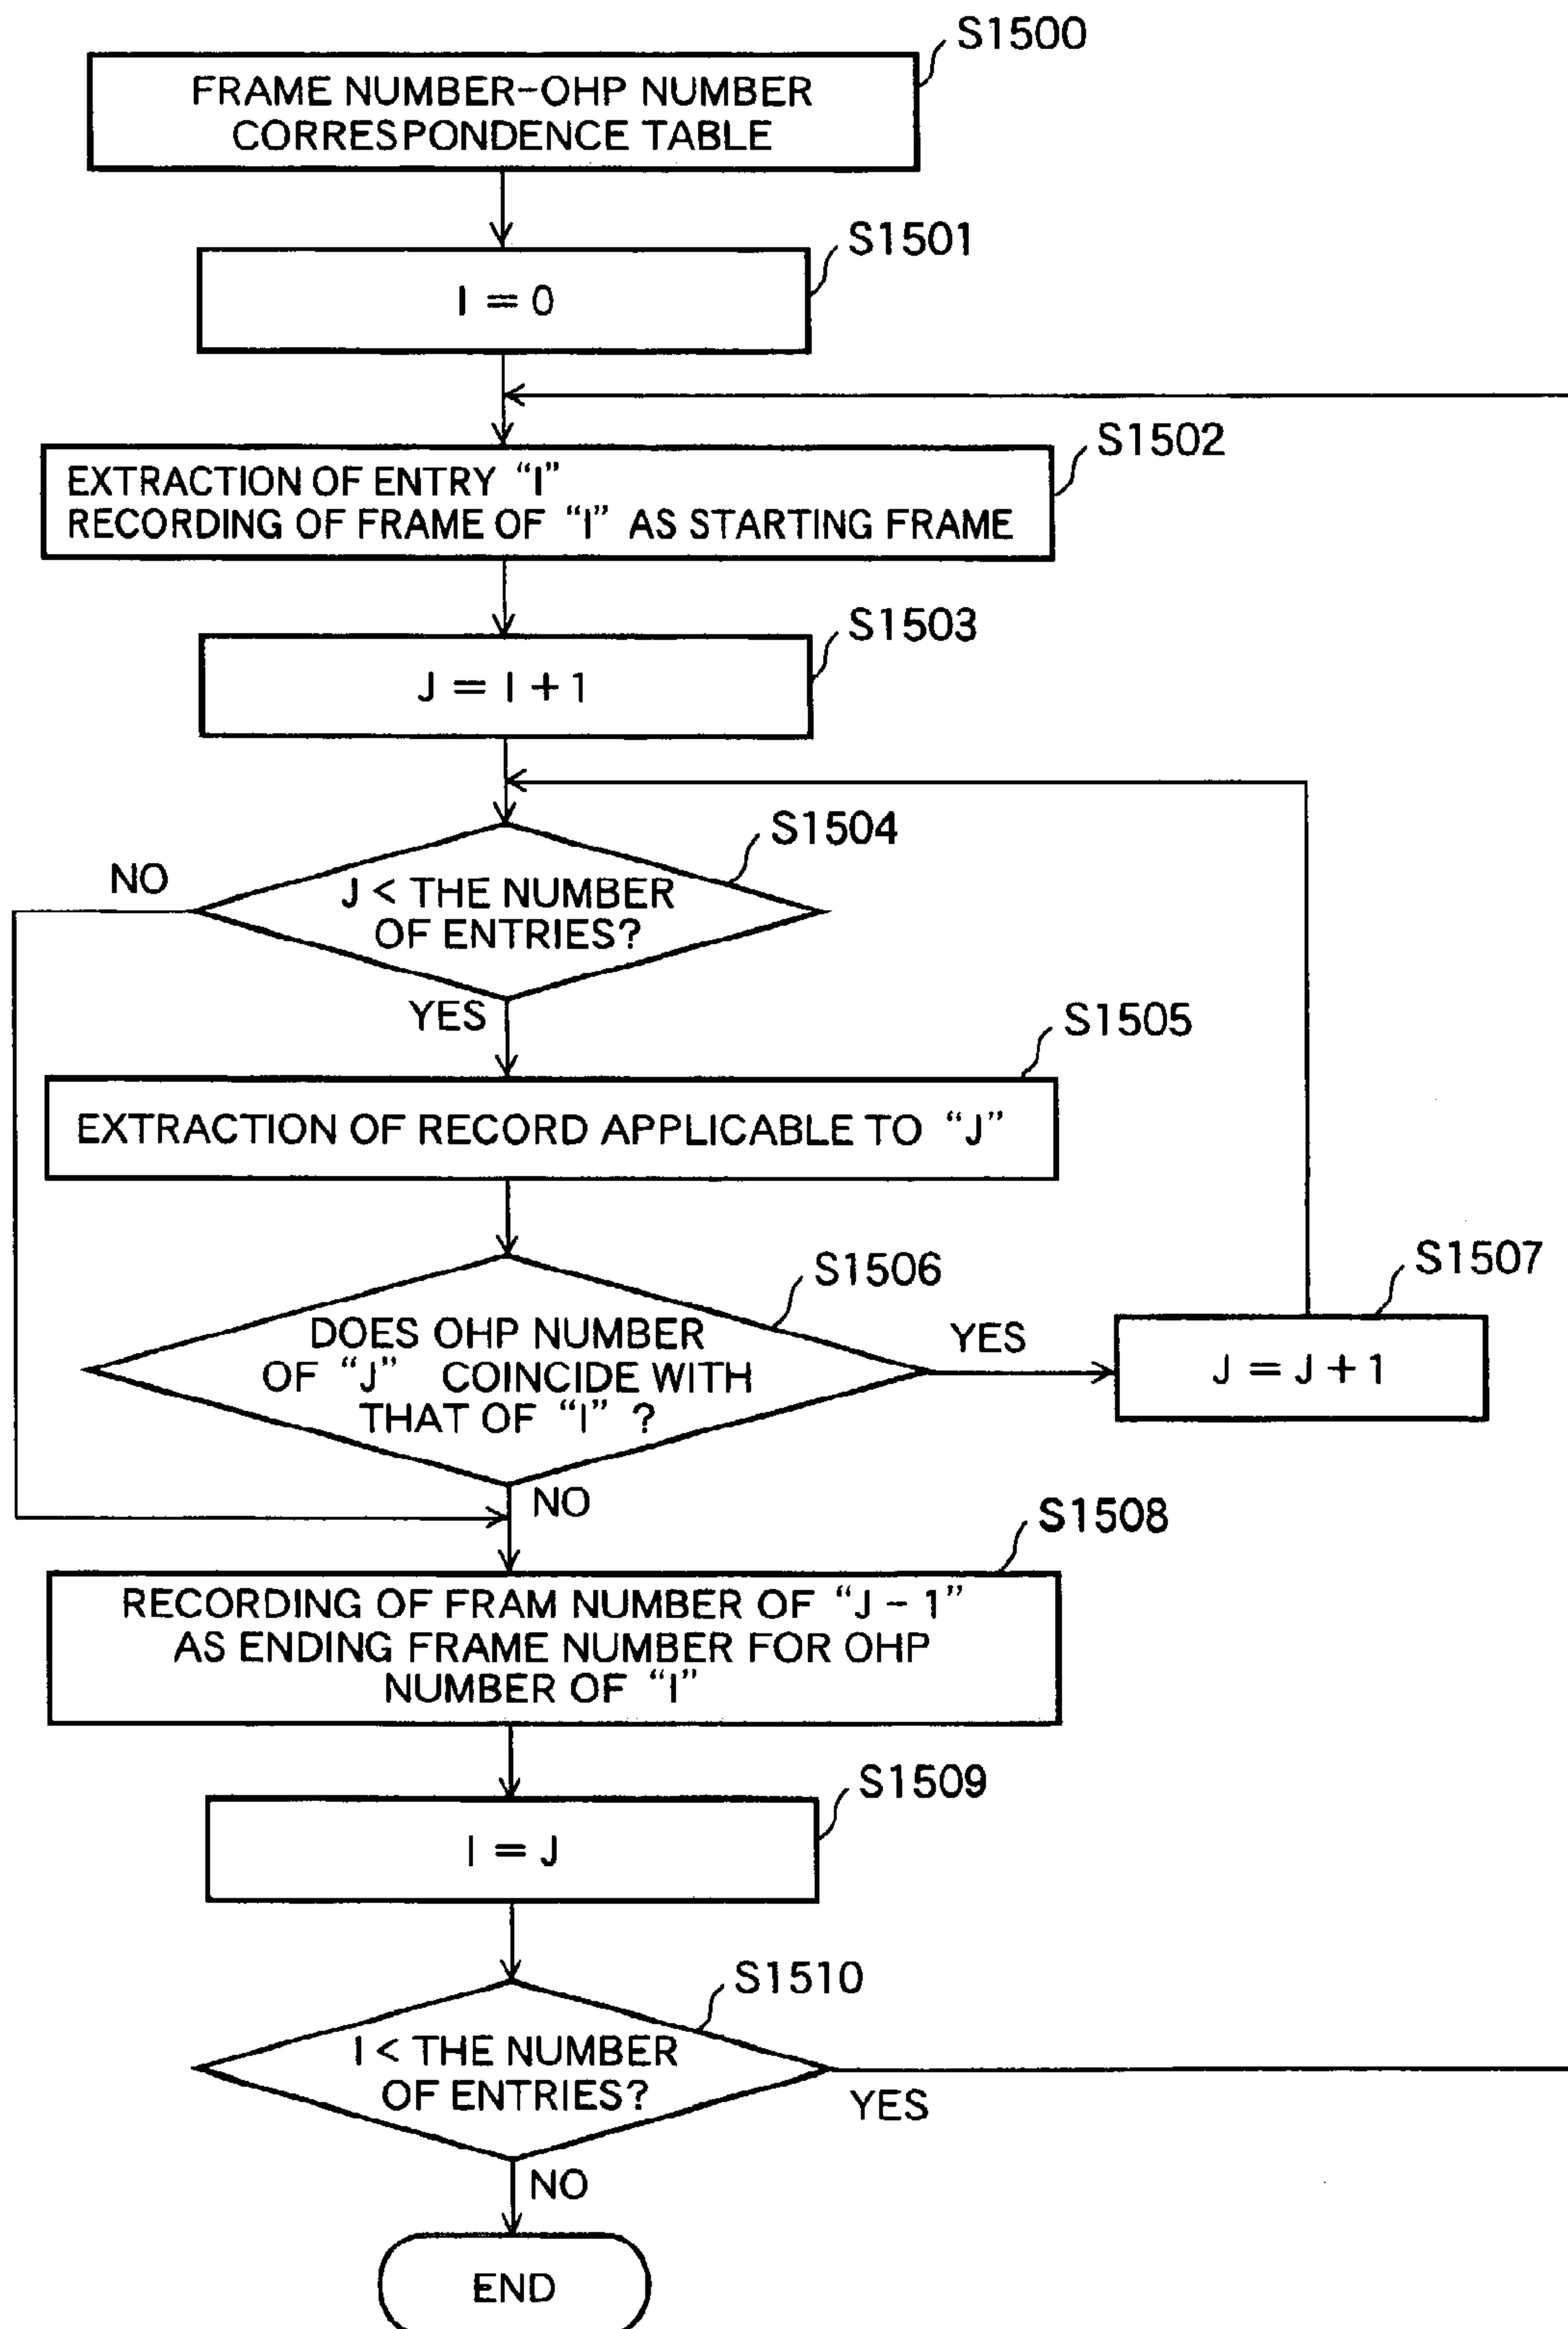 S1500
FRAME NUMBER-OHP NUMBER
CORRESPONDENCE TABLE
S1501
I = 0
S1502
EXTRACTION OF ENTRY “I”
RECORDING OF FRAME OF “I” AS STARTING FRAME
S1503
J = I + 1
S1504
NO
J < THE NUMBER
OF ENTRIES?
YES
S1505
EXTRACTION OF RECORD APPLICABLE TO “J”
S1506
DOES OHP NUMBER
OF “J” COINCIDE WITH
THAT OF “I” ?
YES
S1507
J = J + 1
NO
S1508
RECORDING OF FRAM NUMBER OF “J - 1”
AS ENDING FRAME NUMBER FOR OHP
NUMBER OF “I”
S1509
I = J
S1510
I < THE NUMBER
OF ENTRIES?
YES
NO
END